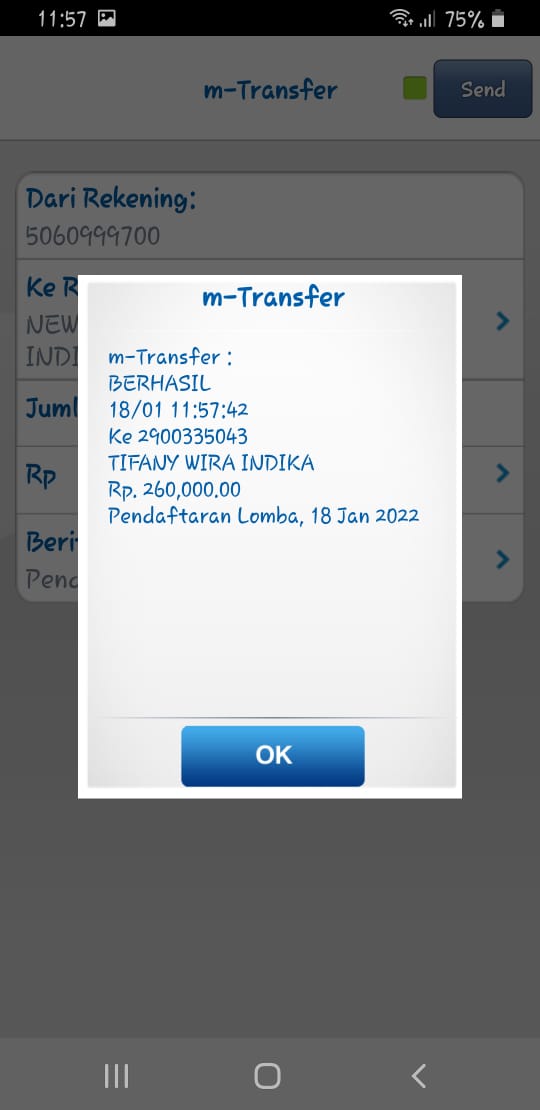 11:57
75%
m-Transfer
Send
Dari Rekening:
5060999700
Ke R
NEW
INDI
Juml
Rp
Beri
Pend
m-Transfer
m-Transfer :
BERHASIL
18/01 11:57:42
Ke 2900335043
TIFANY WIRA INDIKA
Rp. 260,000.00
Pendaftaran Lomba, 18 Jan 2022
OK